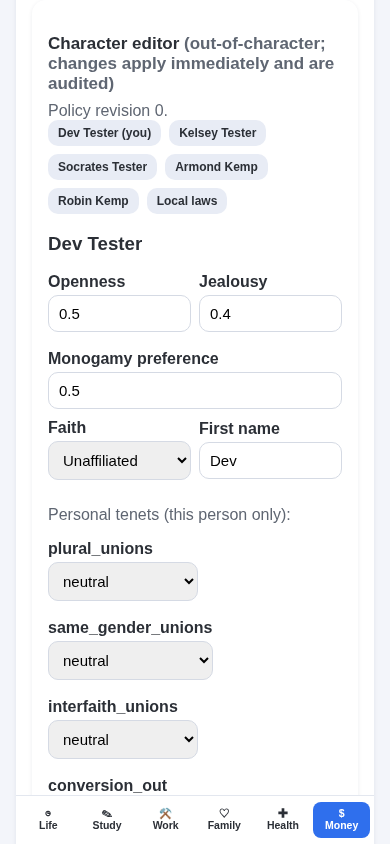 Character editor (out-of-character;
changes apply immediately and are
audited)
Policy revision 0.
Dev Tester (you) Kelsey Tester
Socrates Tester Armond Kemp
Robin Kemp Local laws
Dev Tester
Openness Jealousy
0.5 0.4
Monogamy preference
0.5
Faith First name
Unaffiliated Dev
Personal tenets (this person only):
plural_unions
neutral
same_gender_unions
neutral
interfaith_unions
neutral
conversion_out
$
Life Study Work Family Health Money